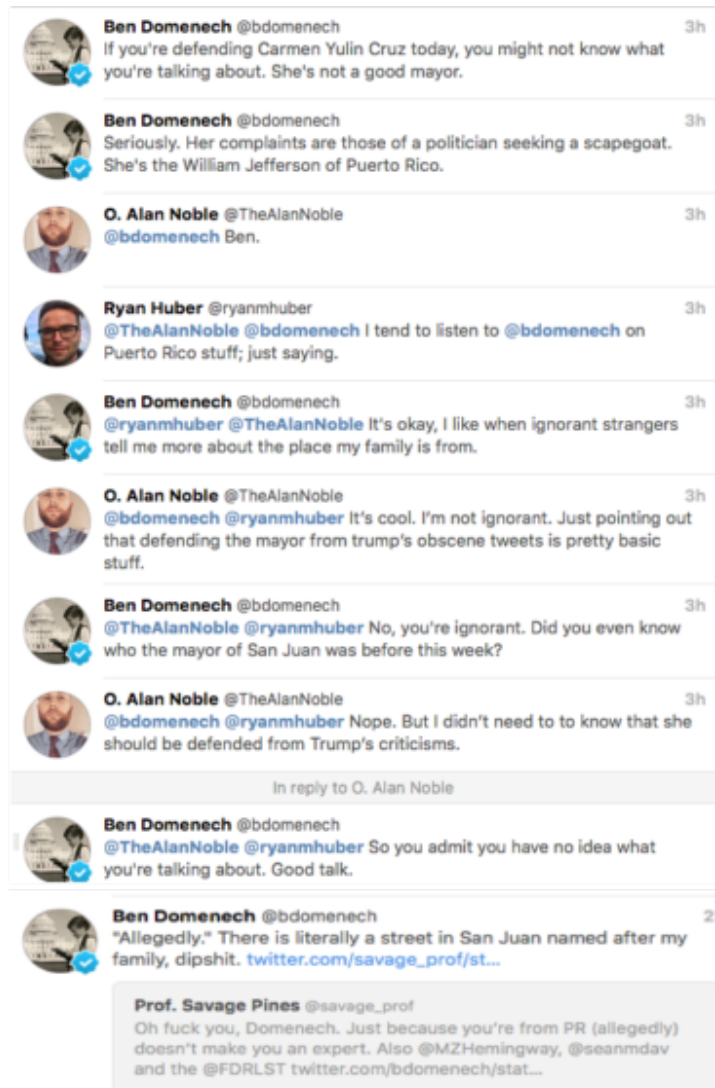 Ben Domenech @bdomenech 3h
If you're defending Carmen Yulin Cruz today, you might not know what
you're talking about. She's not a good mayor.
Ben Domenech @bdomenech 3h
Seriously. Her complaints are those of a politician seeking a scapegoat.
She's the William Jefferson of Puerto Rico.
O. Alan Noble @TheAlanNoble 3h
@bdomenech Ben.
Ryan Huber @ryanmhuber 3h
@TheAlanNoble @bdomenech I tend to listen to @bdomenech on
Puerto Rico stuff; just saying.
Ben Domenech @bdomenech 3h
@ryanmhuber @TheAlanNoble It's okay, I like when ignorant strangers
tell me more about the place my family is from.
O. Alan Noble @TheAlanNoble 3h
@bdomenech @ryanmhuber It's cool. I'm not ignorant. Just pointing out
that defending the mayor from trump's obscene tweets is pretty basic
stuff.
Ben Domenech @bdomenech 3h
@TheAlanNoble @ryanmhuber No, you're ignorant. Did you even know
who the mayor of San Juan was before this week?
O. Alan Noble @TheAlanNoble 3h
@bdomenech @ryanmhuber Nope. But I didn't need to to know that she
should be defended from Trump's criticisms.
In reply to O. Alan Noble
Ben Domenech @bdomenech
@TheAlanNoble @ryanmhuber So you admit you have no idea what
you're talking about. Good talk.
Ben Domenech @bdomenech 2
"Allegedly." There is literally a street in San Juan named after my
family, dipshit. twitter.com/savage_prof/st...
Prof. Savage Pines @savage_prof
Oh fuck you, Domenech. Just because you're from PR (allegedly)
doesn't make you an expert. Also @MZHemingway, @seanmdav
and the @FDRLST twitter.com/bdomenech/stat...